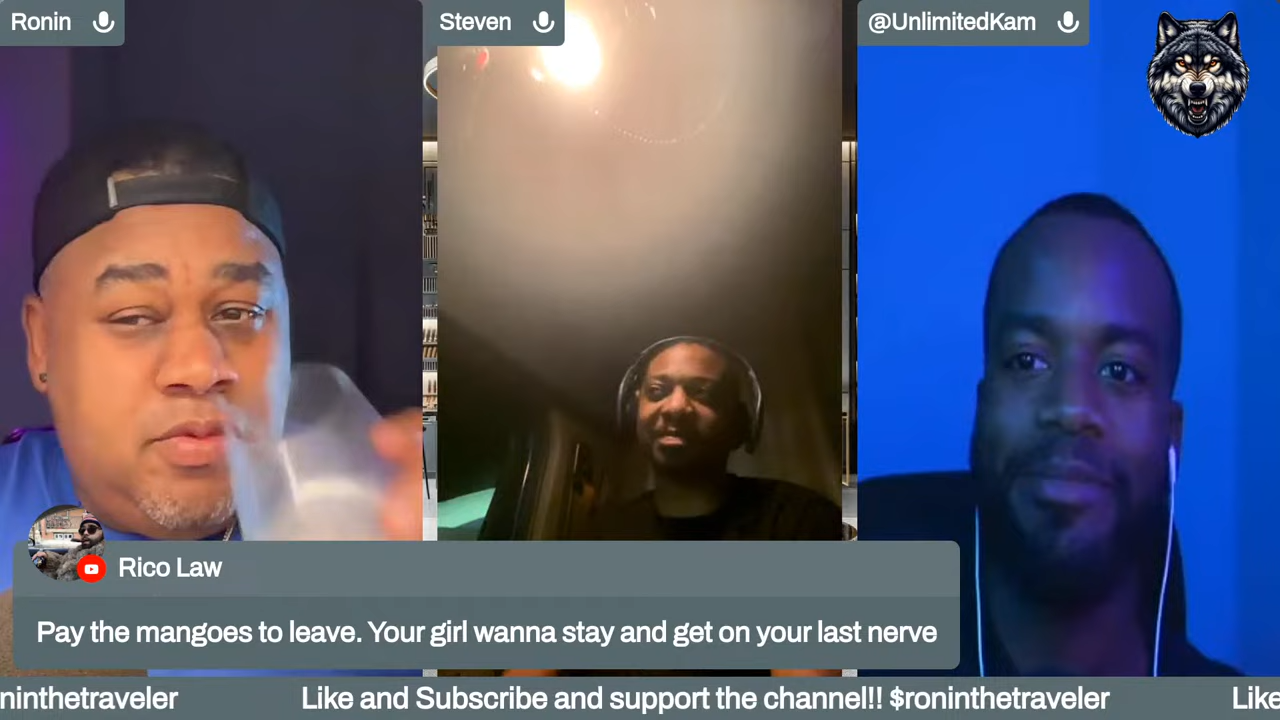 Ronin
Steven
@UnlimitedKam
Rico Law
Pay the mangoes to leave. Your girl wanna stay and get on your last nerve
ninthetraveler Like and Subscribe and support the channel!! $roninthetraveler Like